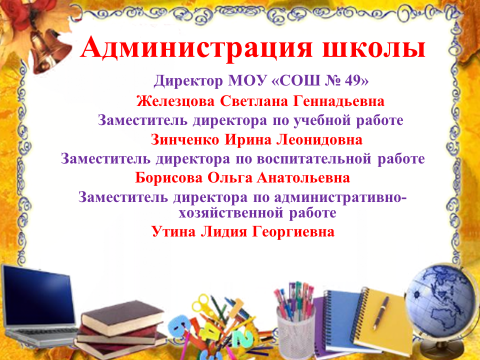 Администрация школы
Директор МОУ «СОШ № 49»
Железцова Светлана Геннадьевна
Заместитель директора по учебной работе
Зинченко Ирина Леонидовна
Заместитель директора по воспитательной работе
Борисова Ольга Анатольевна
Заместитель директора по административно-
хозяйственной работе
Утина Лидия Георгиевна